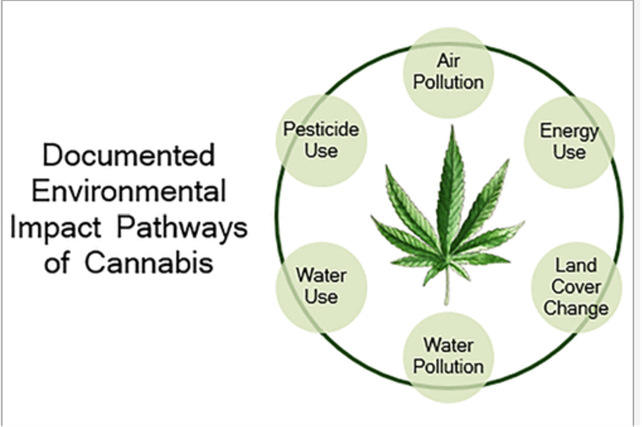 Documented
Environmental
Impact Pathways
of Cannabis
Air
Pollution
Energy
Use
Land
Cover
Change
Water
Pollution
Water
Use
Pesticide
Use